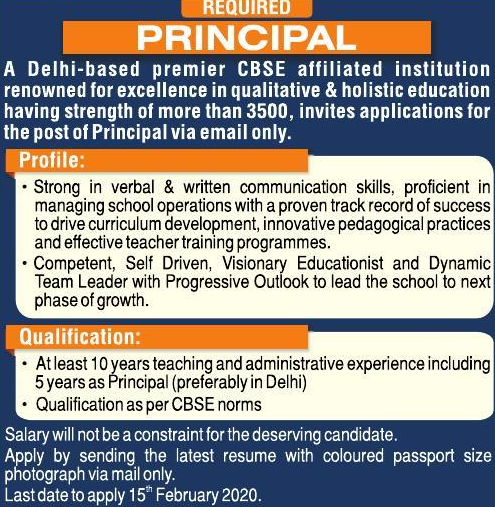 REQUIRED
PRINCIPAL
A Delhi-based premier CBSE affiliated institution
renowned for excellence in qualitative & holistic education
having strength of more than 3500, invites applications for
the post of Principal via email only.
Profile:
• Strong in verbal & written communication skills, proficient in
managing school operations with a proven track record of success
to drive curriculum development, innovative pedagogical practices
and effective teacher training programmes.
• Competent, Self Driven, Visionary Educationist and Dynamic
Team Leader with Progressive Outlook to lead the school to next
phase of growth.
Qualification:
• At least 10 years teaching and administrative experience including
5 years as Principal (preferably in Delhi)
• Qualification as per CBSE norms
Salary will not be a constraint for the deserving candidate.
Apply by sending the latest resume with coloured passport size
photograph via mail only.
Last date to apply 15th February 2020.